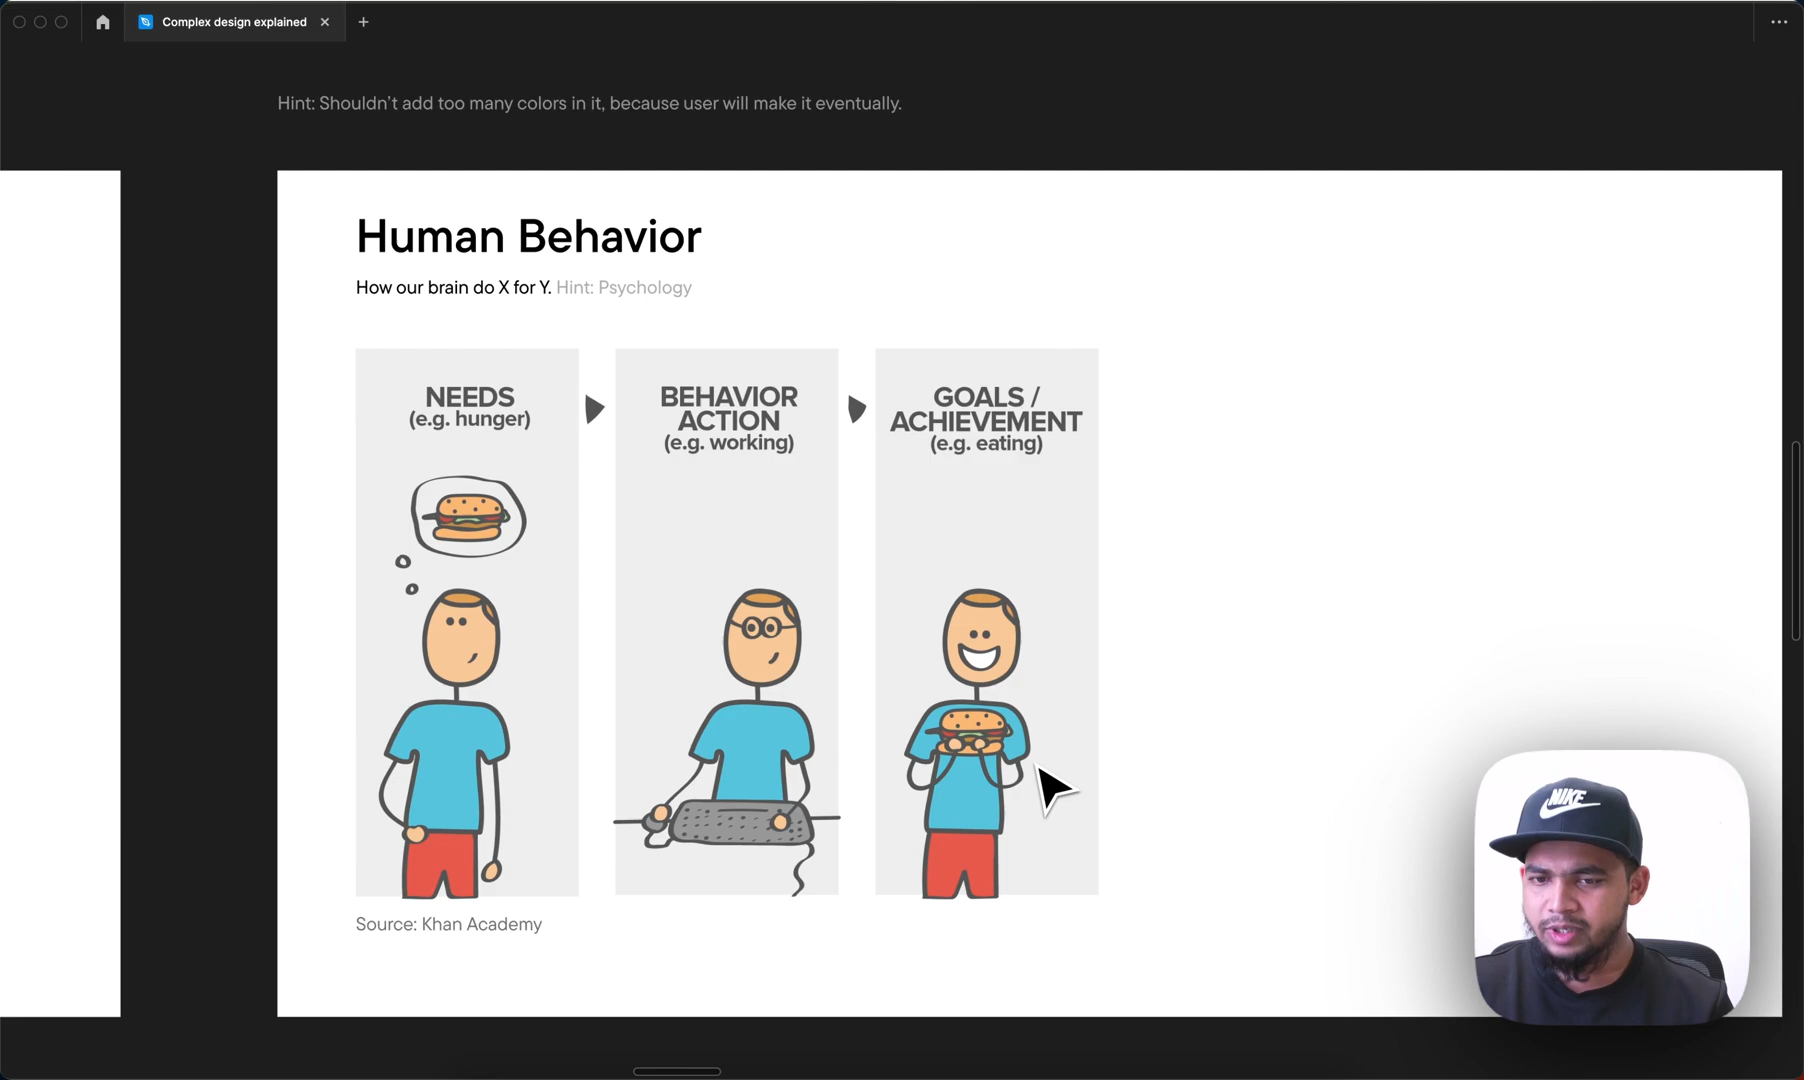 Complex design explained
Hint: Shouldn't add too many colors in it, because user will make it eventually.
Human Behavior
How our brain do X for Y. Hint: Psychology
NEEDS
(e.g. hunger)
BEHAVIOR
ACTION
(e.g. working)
GOALS /
ACHIEVEMENT
(e.g. eating)
Source: Khan Academy
NIKE